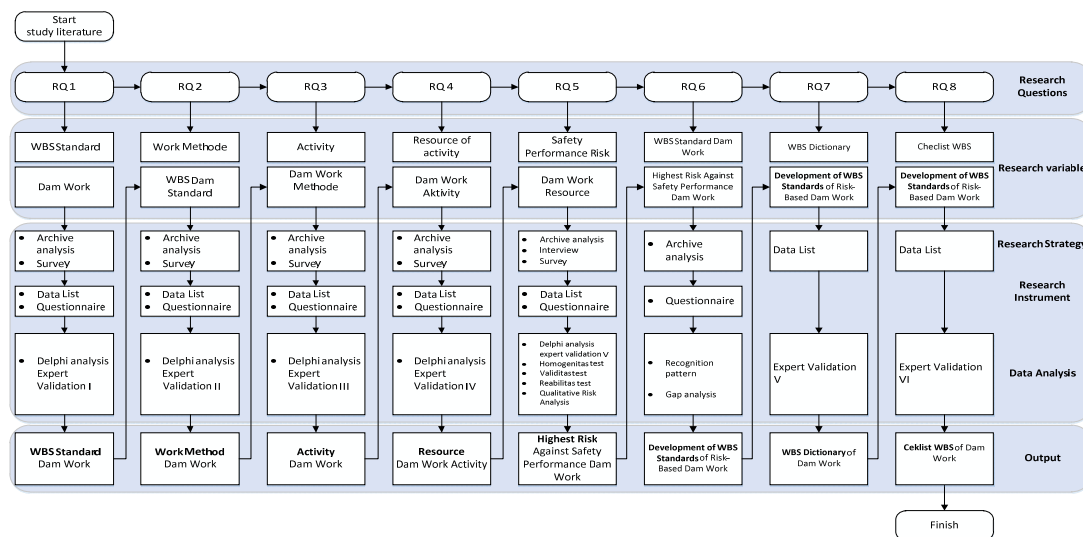 Start
study literature
RQ 1
RQ 2
RQ 3
RQ 4
RQ 5
RQ 6
RQ 7
RQ 8
Research
Questions
WBS Standard
Work Methode
Activity
Resource of
activity
Safety
Performance Risk
WBS Standard Dam
Work
WBS Dictionary
Checlist WBS
Research variable
Dam Work
WBS Dam
Standard
Dam Work
Methode
Dam Work
Aktivity
Dam Work
Resource
Highest Risk Against
Safety Performance
Dam Work
Development of WBS
Standards of Risk-
Based Dam Work
Development of WBS
Standards of Risk-
Based Dam Work
• Archive
analysis
• Survey
• Archive
analysis
• Survey
• Archive
analysis
• Survey
• Archive
analysis
• Survey
• Archive analysis
• Interview
• Survey
• Archive
analysis
Data List
Data List
Research Strategy
• Data List
• Questionnaire
• Data List
• Questionnaire
• Data List
• Questionnaire
• Data List
• Questionnaire
• Data List
• Questionnaire
• Questionnaire
Research
Instrument
• Delphi analysis
Expert
Validation I
• Delphi analysis
Expert
Validation II
• Delphi analysis
Expert
Validation III
• Delphi analysis
Expert
Validation IV
• Delphi analysis
expert validation V
• Homogenitas test
• Validitas test
• Reabilitas test
• Qualitative Risk
Analysis
• Recognition
pattern
• Gap analysis
Expert Validation
V
Expert Validation
VI
Data Analysis
WBS Standard
Dam Work
Work Method
Dam Work
Activity
Dam Work
Resource
Dam Work Activity
Highest Risk
Against Safety
Performance Dam
Work
Development of WBS
Standards of Risk-
Based Dam Work
WBS Dictionary of
Dam Work
Ceklist WBS of Dam
Work
Output
Finish